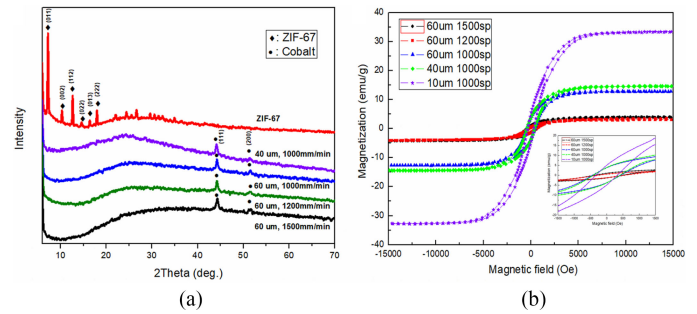 ♦: ZIF-67
●: Cobalt
(011)
(002)
(112)
(022)
(013)
(222)
ZIF-67
(111)
(200)
40 um, 1000mm/min
60 um, 1000mm/min
60 um, 1200mm/min
60 um, 1500mm/min
Intensity
10 20 30 40 50 60 70
2Theta (deg.)
(a)
60um 1500sp
60um 1200sp
60um 1000sp
40um 1000sp
10um 1000sp
Magnetization (emu/g)
40
30
20
10
0
-10
-20
-30
-40
-15000 -10000 -5000 0 5000 10000 15000
Magnetic field (Oe)
(b)